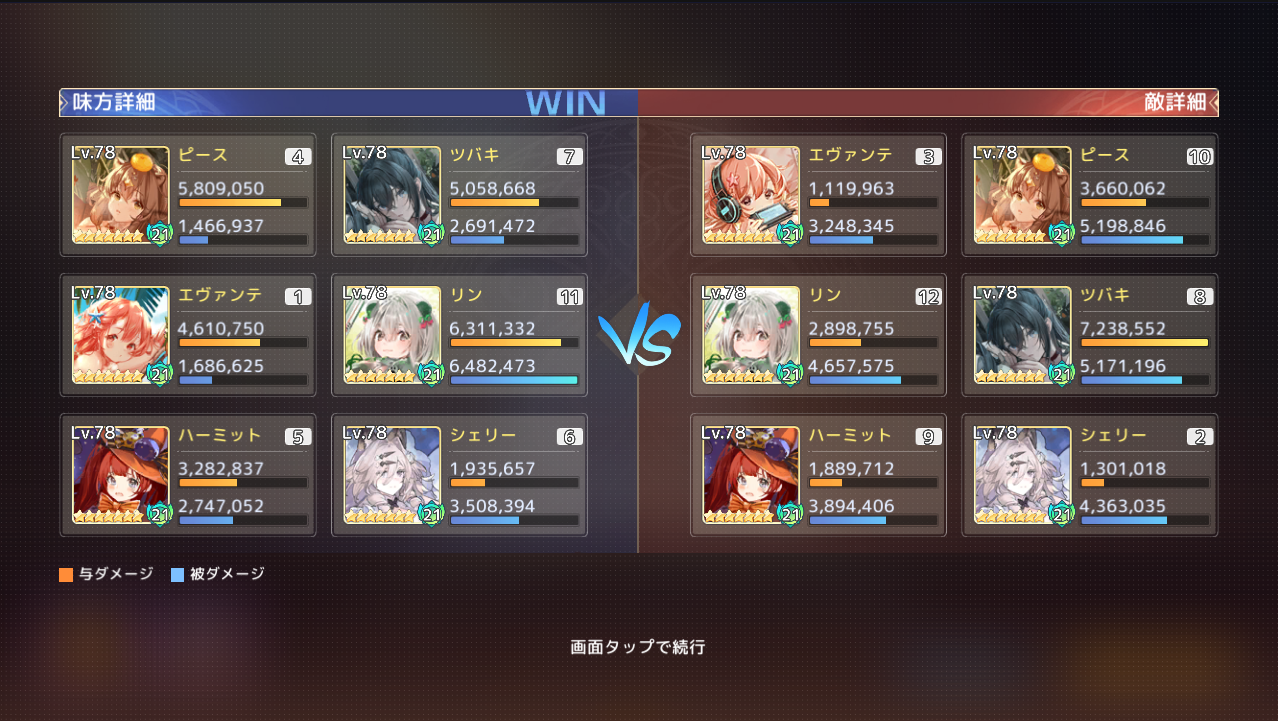 味方詳細 WIN 敵詳細
Lv.78 ピース 4
5,809,050
1,466,937
21
Lv.78 ツバキ 7
5,058,668
2,691,472
21
Lv.78 エヴァンテ 3
1,119,963
3,248,345
21
Lv.78 ピース 10
3,660,062
5,198,846
21
Lv.78 エヴァンテ 1
4,610,750
1,686,625
21
Lv.78 リン 11
6,311,332
6,482,473
21
VS
Lv.78 リン 12
2,898,755
4,657,575
21
Lv.78 ツバキ 8
7,238,552
5,171,196
21
Lv.78 ハーミット 5
3,282,837
2,747,052
21
Lv.78 シェリー 6
1,935,657
3,508,394
21
Lv.78 ハーミット 9
1,889,712
3,894,406
21
Lv.78 シェリー 2
1,301,018
4,363,035
21
与ダメージ 被ダメージ
画面タップで続行